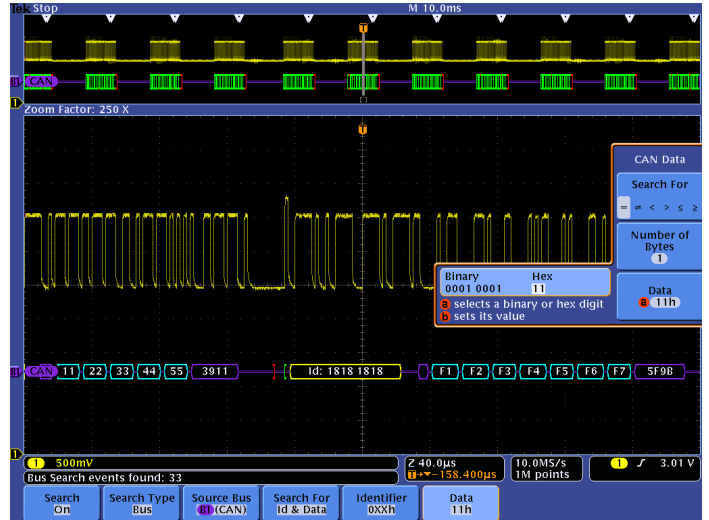 Tek Stop M 10.0ms
T
B1 CAN
1
Zoom Factor: 250 X
T
CAN Data
Search For
= ≠ < > ≤ ≥
Number of
Bytes
1
Binary Hex
0001 0001 11
a selects a binary or hex digit
b sets its value
Data
a 11h
B1 CAN 11 22 33 44 55 3911 Id: 1818 1818 F1 F2 F3 F4 F5 F6 F7 5F9B
1
1 500mV Z 40.0µs 10.0MS/s 1 ∫ 3.01 V
T→▼−158.400µs 1M points
Bus Search events found: 33
Search
On
Search Type
Bus
Source Bus
B1 (CAN)
Search For
Id & Data
Identifier
0XXh
Data
11h